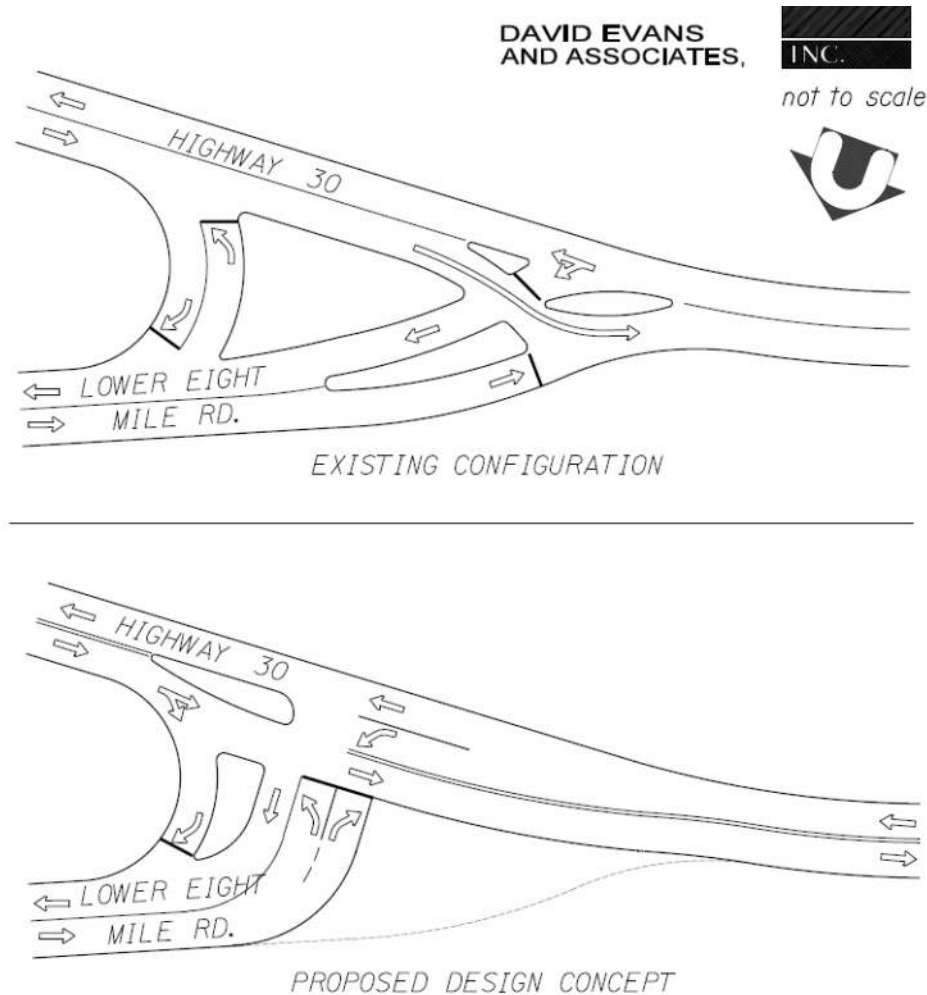 DAVID EVANS
AND ASSOCIATES,
INC.
not to scale
HIGHWAY 30
LOWER EIGHT
MILE RD.
EXISTING CONFIGURATION
HIGHWAY 30
LOWER EIGHT
MILE RD.
PROPOSED DESIGN CONCEPT